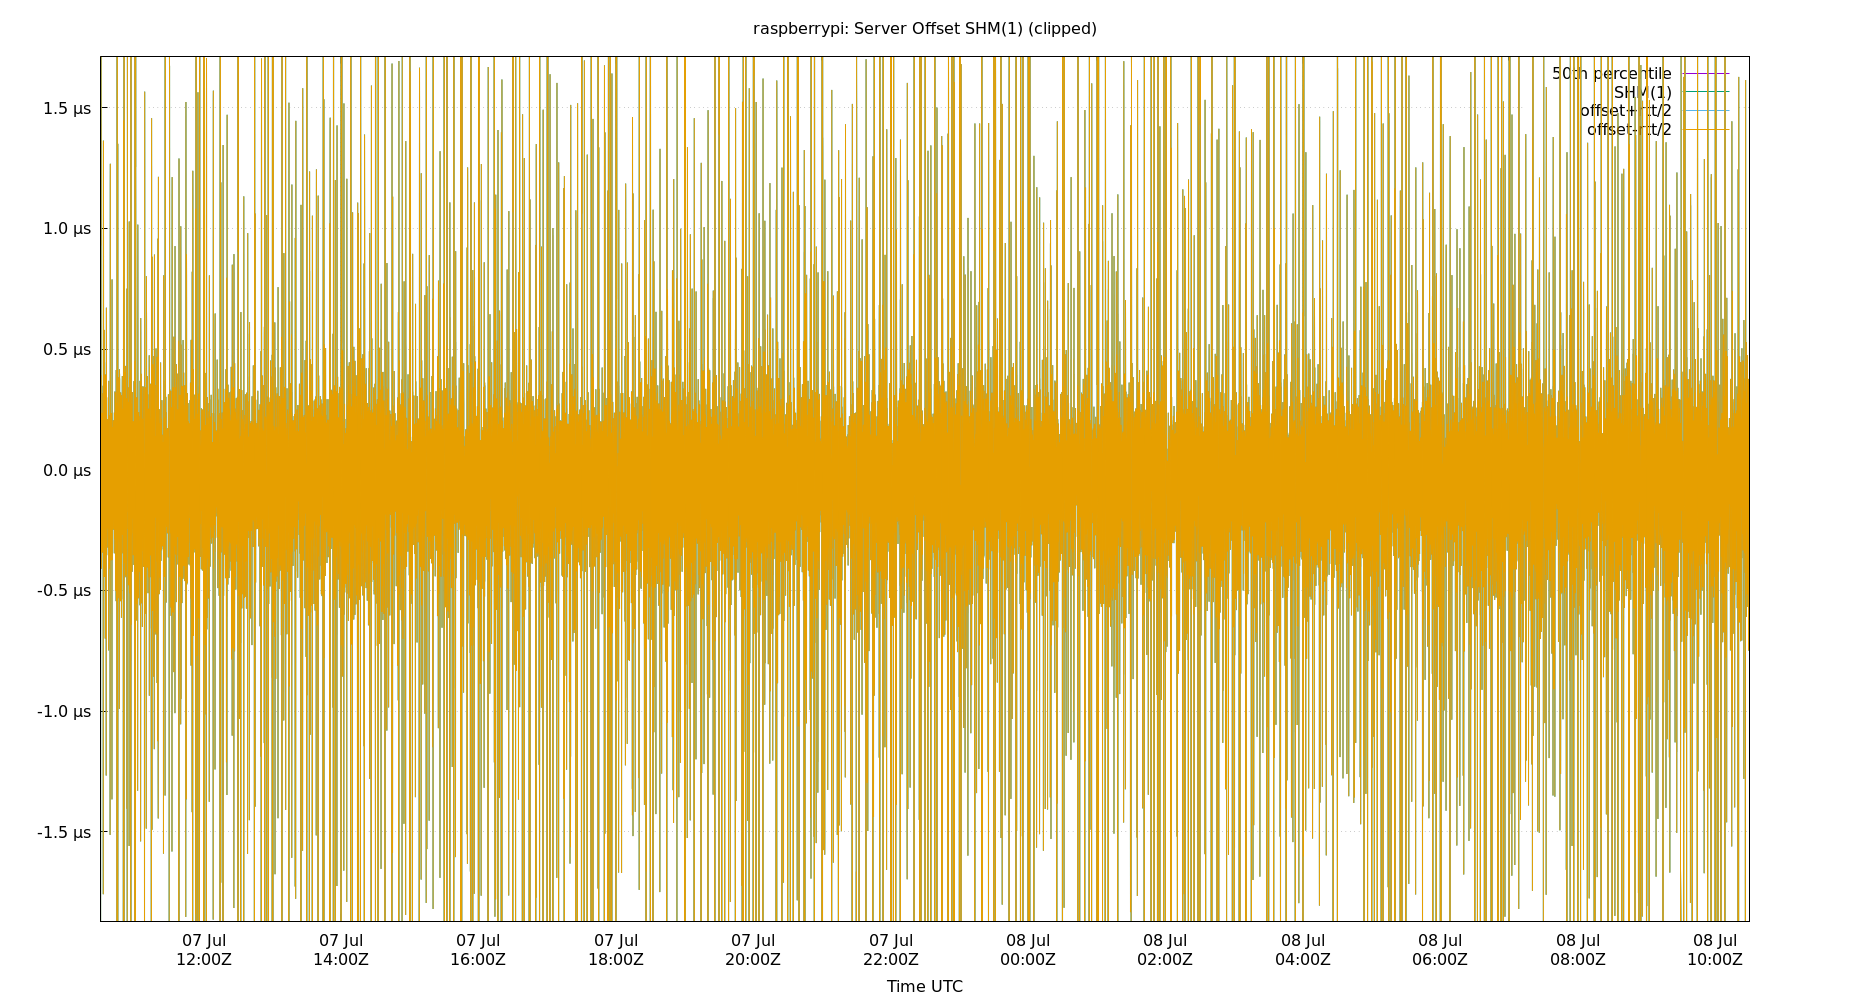 raspberrypi: Server Offset SHM(1) (clipped)
50th percentile
SHM(1)
offset+rtt/2
offset-rtt/2
1.5 µs
1.0 µs
0.5 µs
0.0 µs
-0.5 µs
-1.0 µs
-1.5 µs
07 Jul 07 Jul 07 Jul 07 Jul 07 Jul 07 Jul 08 Jul 08 Jul 08 Jul 08 Jul 08 Jul 08 Jul
12:00Z 14:00Z 16:00Z 18:00Z 20:00Z 22:00Z 00:00Z 02:00Z 04:00Z 06:00Z 08:00Z 10:00Z
Time UTC